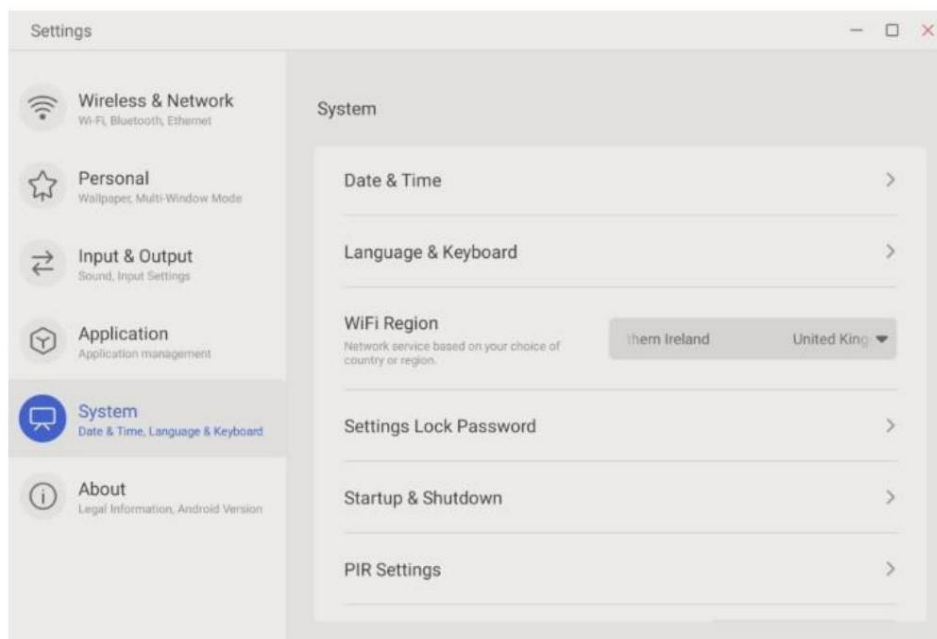 Settings
Wireless & Network
Wi-Fi, Bluetooth, Ethernet
Personal
Wallpaper, Multi-Window Mode
Input & Output
Sound, Input Settings
Application
Application management
System
Date & Time, Language & Keyboard
About
Legal Information, Android Version
System
Date & Time
Language & Keyboard
WiFi Region
Network service based on your choice of
country or region.
thern Ireland United King
Settings Lock Password
Startup & Shutdown
PIR Settings